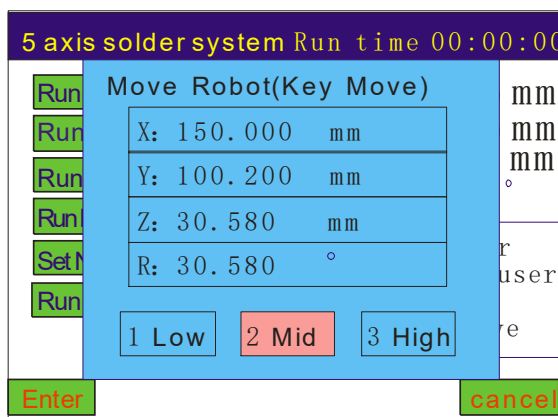 5 axis solder system Run time 00:00:00
Move Robot(Key Move)
Run
Run
Run
Run
Set
Run
X: 150.000 mm
Y: 100.200 mm
Z: 30.580 mm
R: 30.580 °
1 Low
2 Mid
3 High
mm
mm
mm
°
r
user
e
Enter
cancel